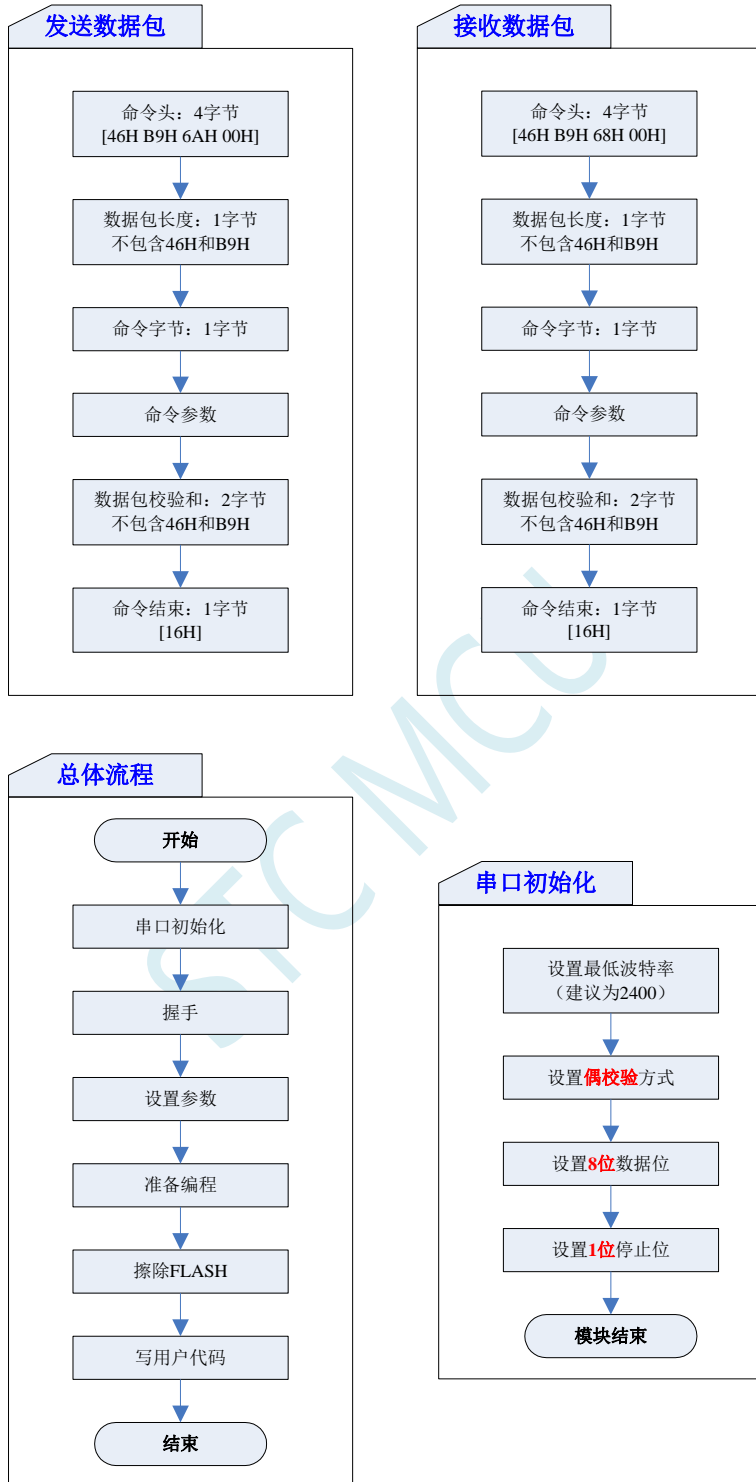 发送数据包
命令头：4字节
[46H B9H 6AH 00H]
数据包长度：1字节
不包含46H和B9H
命令字节：1字节
命令参数
数据包校验和：2字节
不包含46H和B9H
命令结束：1字节
[16H]
接收数据包
命令头：4字节
[46H B9H 68H 00H]
数据包长度：1字节
不包含46H和B9H
命令字节：1字节
命令参数
数据包校验和：2字节
不包含46H和B9H
命令结束：1字节
[16H]
总体流程
开始
串口初始化
握手
设置参数
准备编程
擦除FLASH
写用户代码
结束
串口初始化
设置最低波特率
（建议为2400）
设置偶校验方式
设置8位数据位
设置1位停止位
模块结束
STC MCU